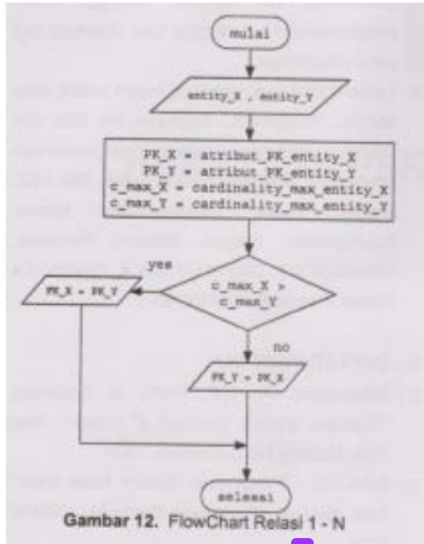 mulai
entity_X , entity_Y
PK_X = atribut_PK_entity_X
PK_Y = atribut_PK_entity_Y
c_max_X = cardinality_max_entity_X
c_max_Y = cardinality_max_entity_Y
c_max_X >
c_max_Y
yes
PK_X = PK_Y
no
PK_Y = PK_X
selesai
Gambar 12. FlowChart Relasi 1 - N